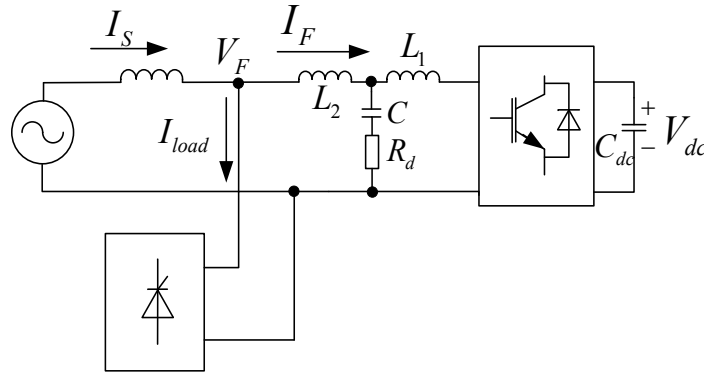 I_S
V_F
I_F
L_1
L_2
C
I_load
R_d
C_dc
+
−
V_dc